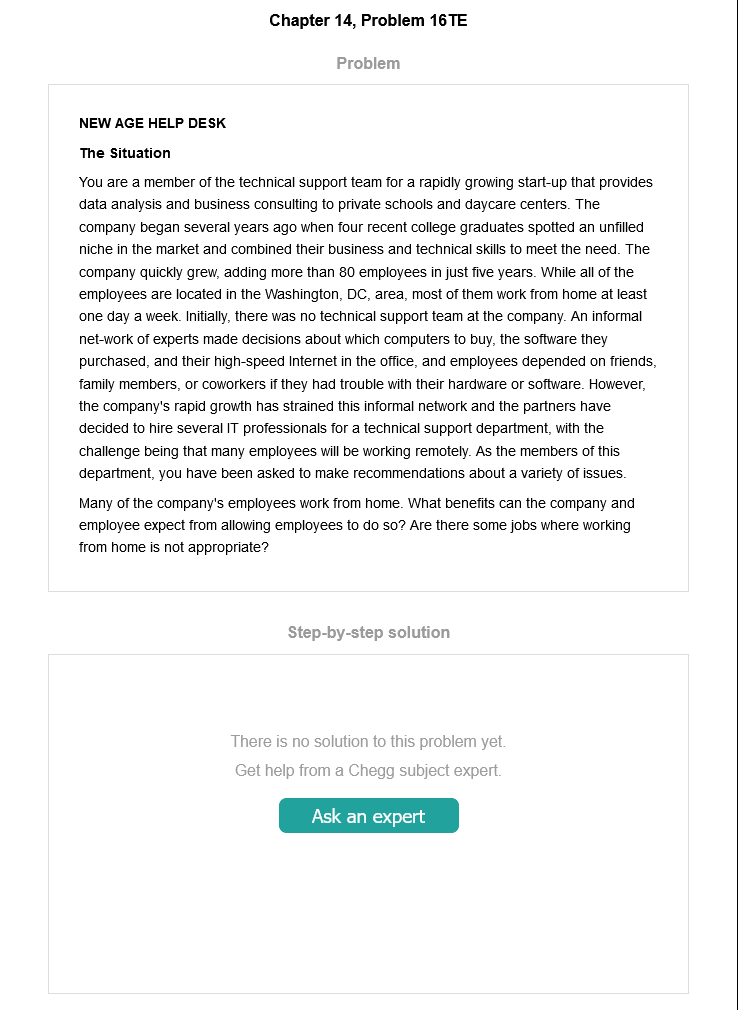 Chapter 14, Problem 16TE
Problem
NEW AGE HELP DESK
The Situation
You are a member of the technical support team for a rapidly growing start-up that provides
data analysis and business consulting to private schools and daycare centers. The
company began several years ago when four recent college graduates spotted an unfilled
niche in the market and combined their business and technical skills to meet the need. The
company quickly grew, adding more than 80 employees in just five years. While all of the
employees are located in the Washington, DC, area, most of them work from home at least
one day a week. Initially, there was no technical support team at the company. An informal
net-work of experts made decisions about which computers to buy, the software they
purchased, and their high-speed Internet in the office, and employees depended on friends,
family members, or coworkers if they had trouble with their hardware or software. However,
the company's rapid growth has strained this informal network and the partners have
decided to hire several IT professionals for a technical support department, with the
challenge being that many employees will be working remotely. As the members of this
department, you have been asked to make recommendations about a variety of issues.
Many of the company's employees work from home. What benefits can the company and
employee expect from allowing employees to do so? Are there some jobs where working
from home is not appropriate?
Step-by-step solution
There is no solution to this problem yet.
Get help from a Chegg subject expert.
Ask an expert